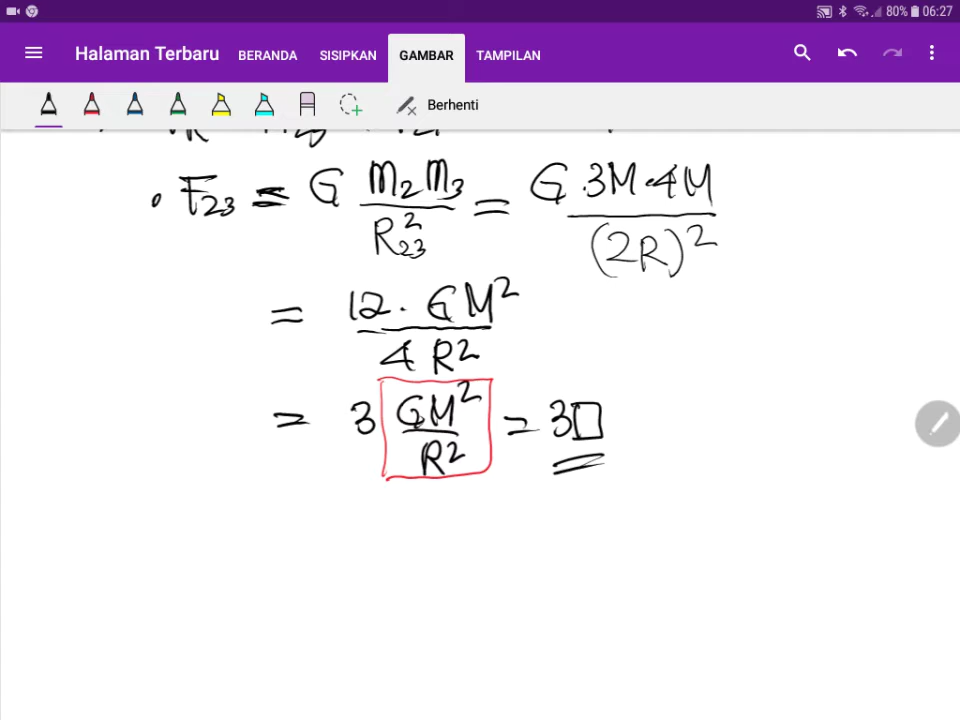 80% 06:27
Halaman Terbaru BERANDA SISIPKAN GAMBAR TAMPILAN
Berhenti
• F₂₃ = G m₂m₃ / R₂₃² = G·3M·4M / (2R)²
= 12·GM² / 4R²
= 3 GM² / R² = 3□